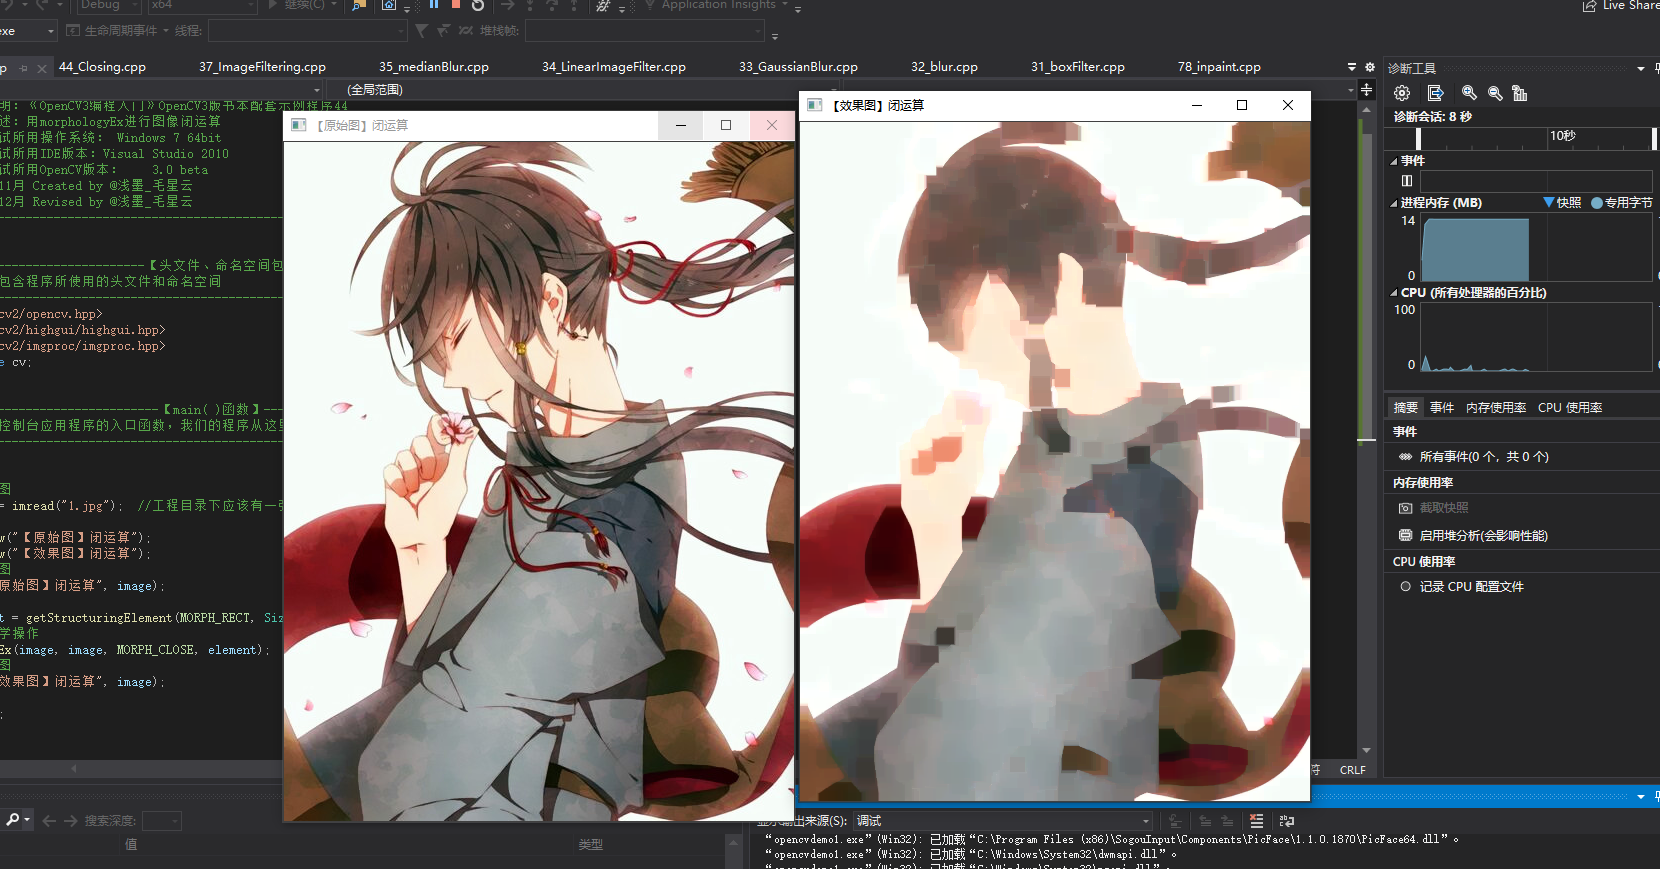 Debug
x64
继续(C)
Application Insights
Live Share
exe
生命周期事件
线程:
堆栈帧:
44_Closing.cpp
37_ImageFiltering.cpp
35_medianBlur.cpp
34_LinearImageFilter.cpp
33_GaussianBlur.cpp
32_blur.cpp
31_boxFilter.cpp
78_inpaint.cpp
(全局范围)
明：《OpenCV3编程入门》OpenCV3版书本配套示例程序44
述：用morphologyEx进行图像闭运算
试所用操作系统： Windows 7 64bit
试所用IDE版本：Visual Studio 2010
试所用OpenCV版本： 3.0 beta
11月 Created by @浅墨_毛星云
12月 Revised by @浅墨_毛星云
【头文件、命名空间包
包含程序所使用的头文件和命名空间
cv2/opencv.hpp>
cv2/highgui/highgui.hpp>
cv2/imgproc/imgproc.hpp>
e cv;
【main( )函数】
控制台应用程序的入口函数，我们的程序从这里
图
= imread("1.jpg"); //工程目录下应该有一张
w("【原始图】闭运算");
w("【效果图】闭运算");
图
原始图】闭运算", image);
t = getStructuringElement(MORPH_RECT, Siz
学操作
Ex(image, image, MORPH_CLOSE, element);
图
效果图】闭运算", image);
;
【原始图】闭运算
【效果图】闭运算
诊断工具
诊断会话: 8 秒
10秒
事件
进程内存 (MB)
快照
专用字节
14
0
CPU (所有处理器的百分比)
100
0
摘要
事件
内存使用率
CPU 使用率
事件
所有事件(0 个，共 0 个)
内存使用率
截取快照
启用堆分析(会影响性能)
CPU 使用率
记录 CPU 配置文件
符
CRLF
搜索深度:
值
类型
显示输出来源(S):
调试
“opencvdemo1.exe”(Win32): 已加载“C:\Program Files (x86)\SogouInput\Components\PicFace\1.1.0.1870\PicFace64.dll”。
“opencvdemo1.exe”(Win32): 已加载“C:\Windows\System32\dwmapi.dll”。